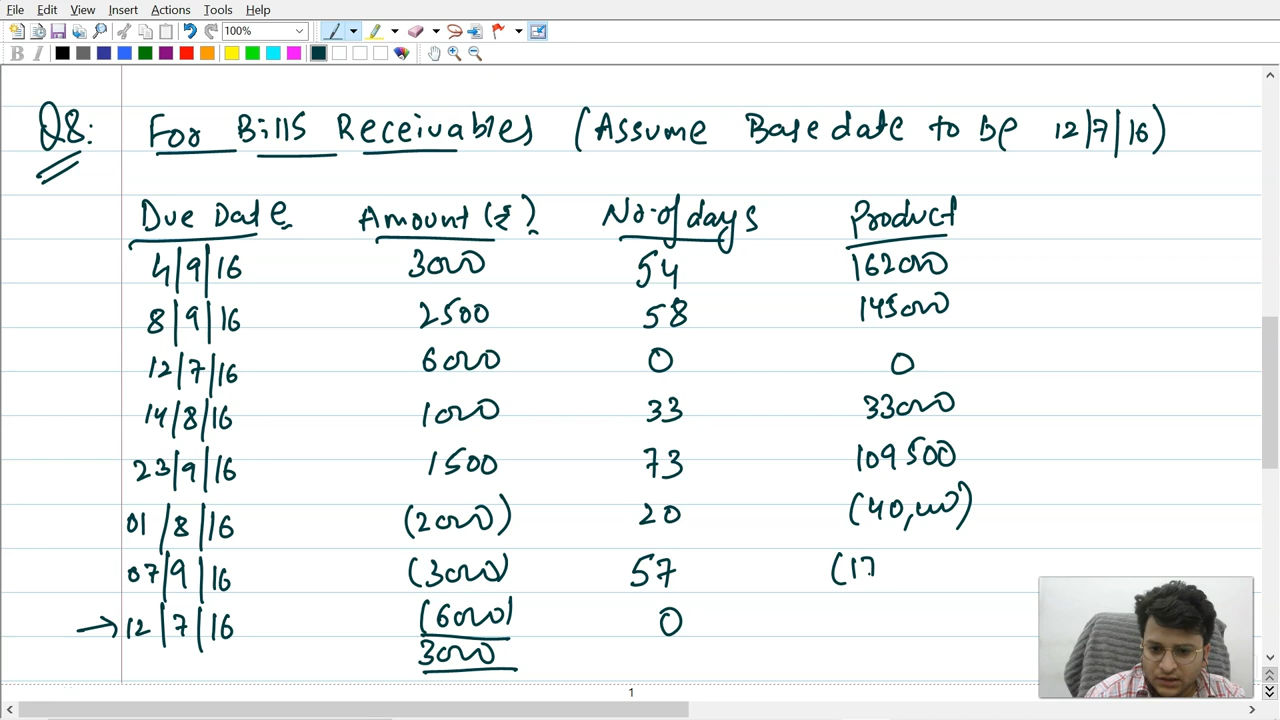 File Edit View Insert Actions Tools Help
100%
B I
Q8: For Bills Receivables (Assume Base date to be 12/7/16)
Due Date Amount (₹) No. of days Product
4/9/16 3000 54 162000
8/9/16 2500 58 145000
12/7/16 6000 0 0
14/8/16 1000 33 33000
23/9/16 1500 73 109500
01/8/16 (2000) 20 (40,000)
07/9/16 (3000) 57 (17
→ 12/7/16 (6000) 0
3000
1